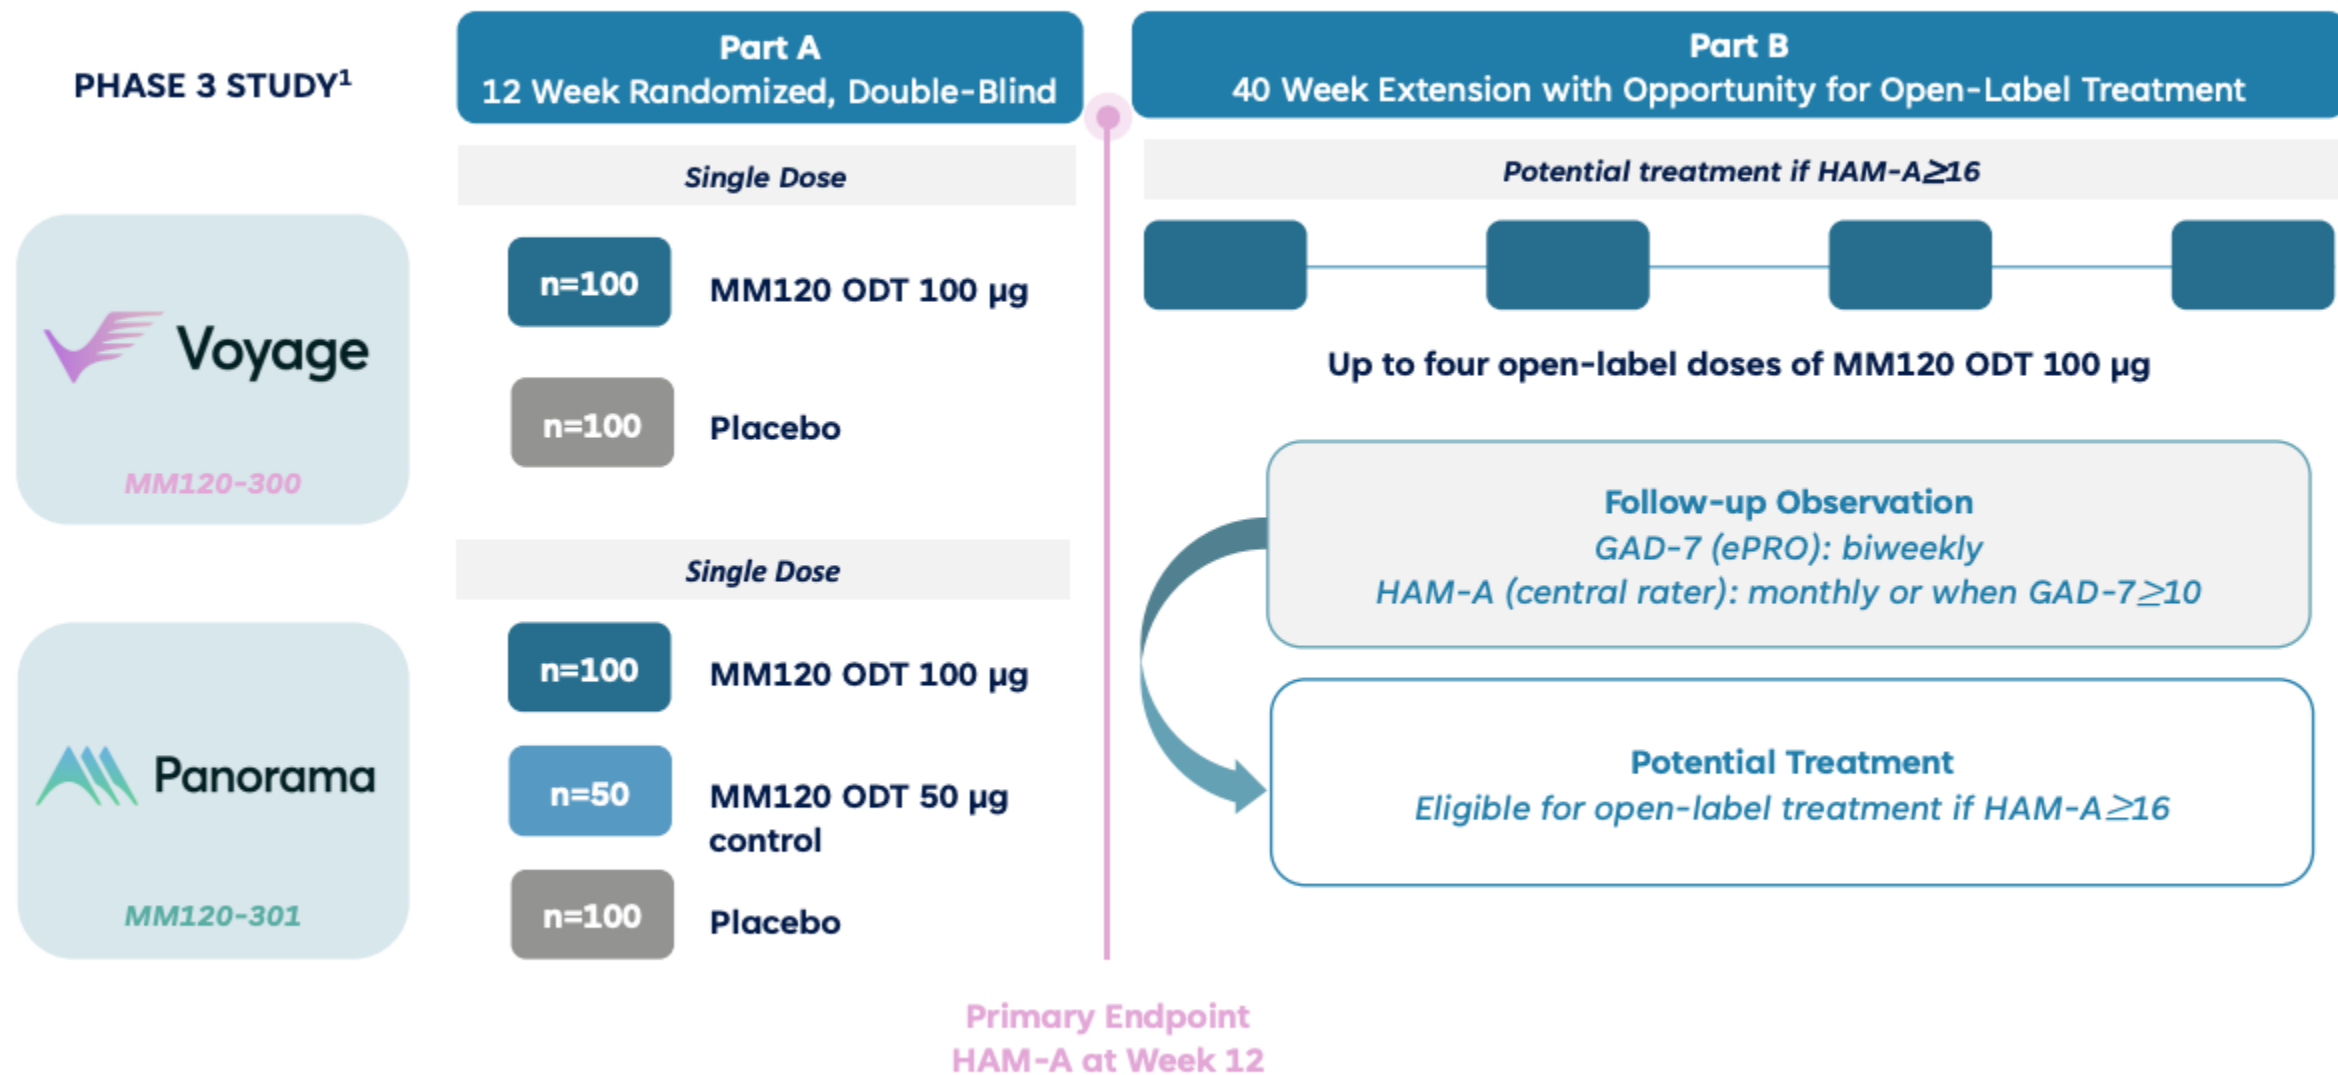 PHASE 3 STUDY¹
Part A
12 Week Randomized, Double-Blind
Part B
40 Week Extension with Opportunity for Open-Label Treatment
Single Dose
Potential treatment if HAM-A≥16
Voyage
MM120-300
n=100
MM120 ODT 100 µg
n=100
Placebo
Up to four open-label doses of MM120 ODT 100 µg
Follow-up Observation
GAD-7 (ePRO): biweekly
HAM-A (central rater): monthly or when GAD-7≥10
Single Dose
Panorama
MM120-301
n=100
MM120 ODT 100 µg
n=50
MM120 ODT 50 µg
control
n=100
Placebo
Potential Treatment
Eligible for open-label treatment if HAM-A≥16
Primary Endpoint
HAM-A at Week 12